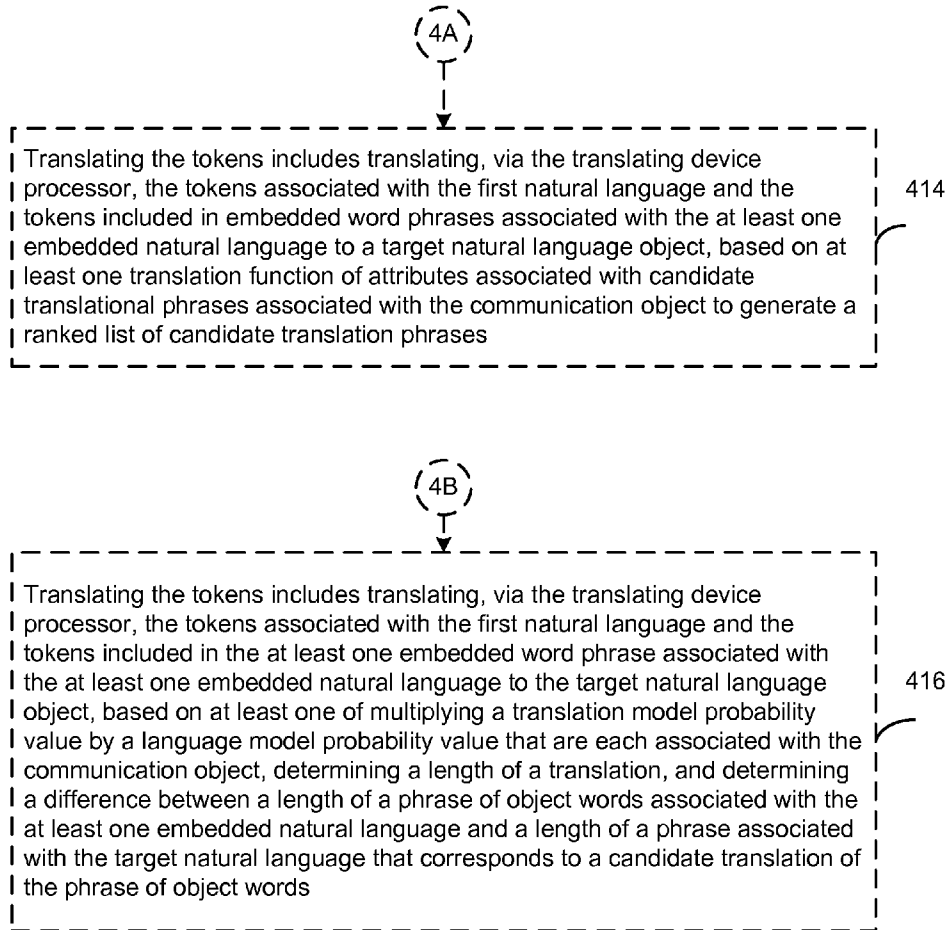 4A
Translating the tokens includes translating, via the translating device
processor, the tokens associated with the first natural language and the
tokens included in embedded word phrases associated with the at least one
embedded natural language to a target natural language object, based on at
least one translation function of attributes associated with candidate
translational phrases associated with the communication object to generate a
ranked list of candidate translation phrases
414
4B
Translating the tokens includes translating, via the translating device
processor, the tokens associated with the first natural language and the
tokens included in the at least one embedded word phrase associated with
the at least one embedded natural language to the target natural language
object, based on at least one of multiplying a translation model probability
value by a language model probability value that are each associated with the
communication object, determining a length of a translation, and determining
a difference between a length of a phrase of object words associated with the
at least one embedded natural language and a length of a phrase associated
with the target natural language that corresponds to a candidate translation of
the phrase of object words
416